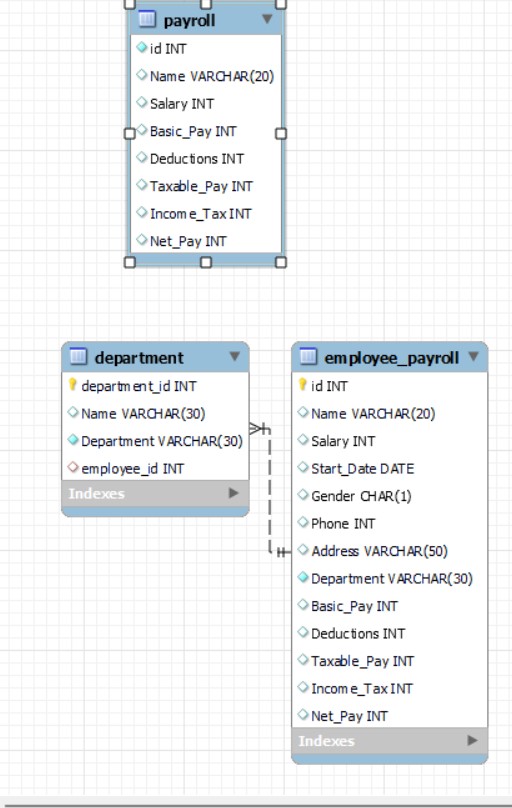 payroll
id INT
Name VARCHAR(20)
Salary INT
Basic_Pay INT
Deductions INT
Taxable_Pay INT
Income_Tax INT
Net_Pay INT
department
department_id INT
Name VARCHAR(30)
Department VARCHAR(30)
employee_id INT
Indexes
employee_payroll
id INT
Name VARCHAR(20)
Salary INT
Start_Date DATE
Gender CHAR(1)
Phone INT
Address VARCHAR(50)
Department VARCHAR(30)
Basic_Pay INT
Deductions INT
Taxable_Pay INT
Income_Tax INT
Net_Pay INT
Indexes